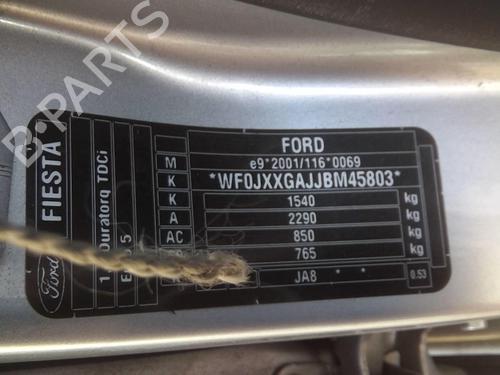 B-PARTS
FORD
M e9*2001/116*0069
K *WF0JXXGAJJBM45803*
K 1540 kg
A 2290 kg
AC 850 kg
765 kg
JA8 * * 0.53
FIESTA
Duratorq TDCi
5
Ford